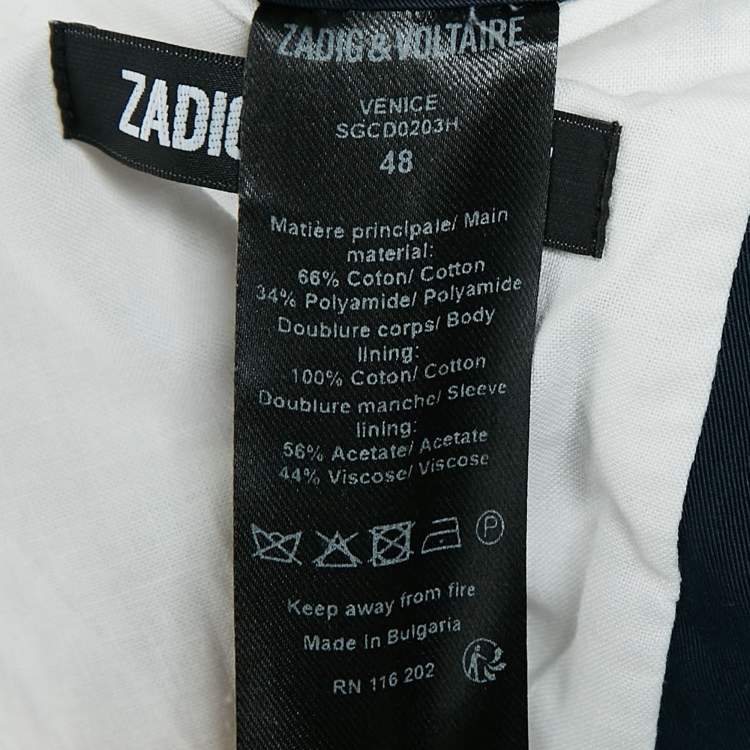 ZADIG & VOLTAIRE
ZADIG
VENICE
SGCD0203H
48
Matière principale/ Main
material:
66% Coton/ Cotton
34% Polyamide/ Polyamide
Doublure corps/ Body
lining:
100% Coton/ Cotton
Doublure manche/ Sleeve
lining:
56% Acetate/ Acetate
44% Viscose/ Viscose
P
Keep away from fire
Made in Bulgaria
RN 116 202